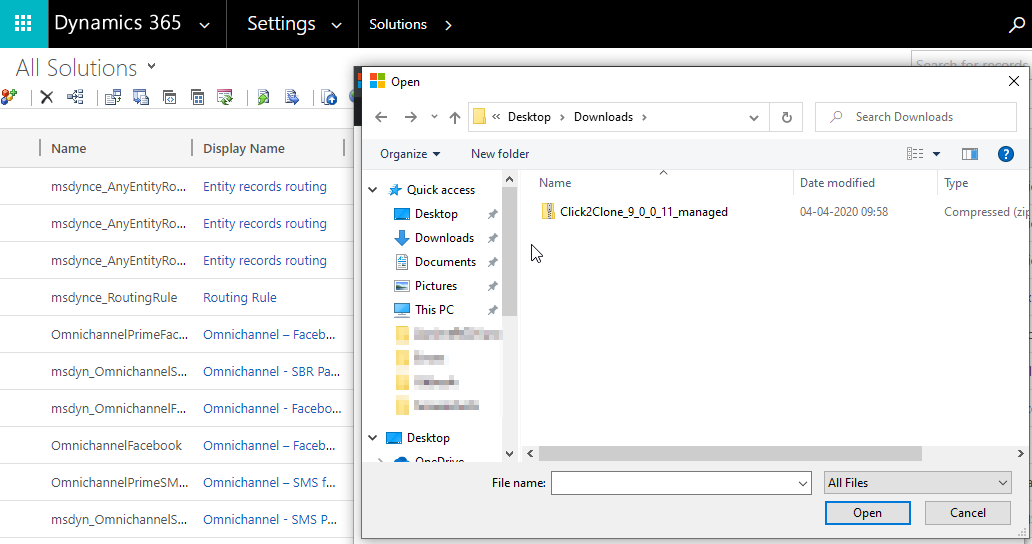 Dynamics 365 Settings Solutions
All Solutions
Search for records
Name Display Name
msdynce_AnyEntityRo... Entity records routing
msdynce_AnyEntityRo... Entity records routing
msdynce_AnyEntityRo... Entity records routing
msdynce_RoutingRule Routing Rule
OmnichannelPrimeFac... Omnichannel – Faceb...
msdyn_OmnichannelS... Omnichannel - SBR Pa...
msdyn_OmnichannelF... Omnichannel - Facebo...
OmnichannelFacebook Omnichannel – Faceb...
OmnichannelPrimeSM... Omnichannel – SMS f...
msdyn_OmnichannelS... Omnichannel - SMS P...
Open
« Desktop > Downloads >
Search Downloads
Organize New folder
Quick access
Desktop
Downloads
Documents
Pictures
This PC
Desktop
OneDrive
Name Date modified Type
Click2Clone_9_0_0_11_managed 04-04-2020 09:58 Compressed (zip
File name: All Files
Open Cancel